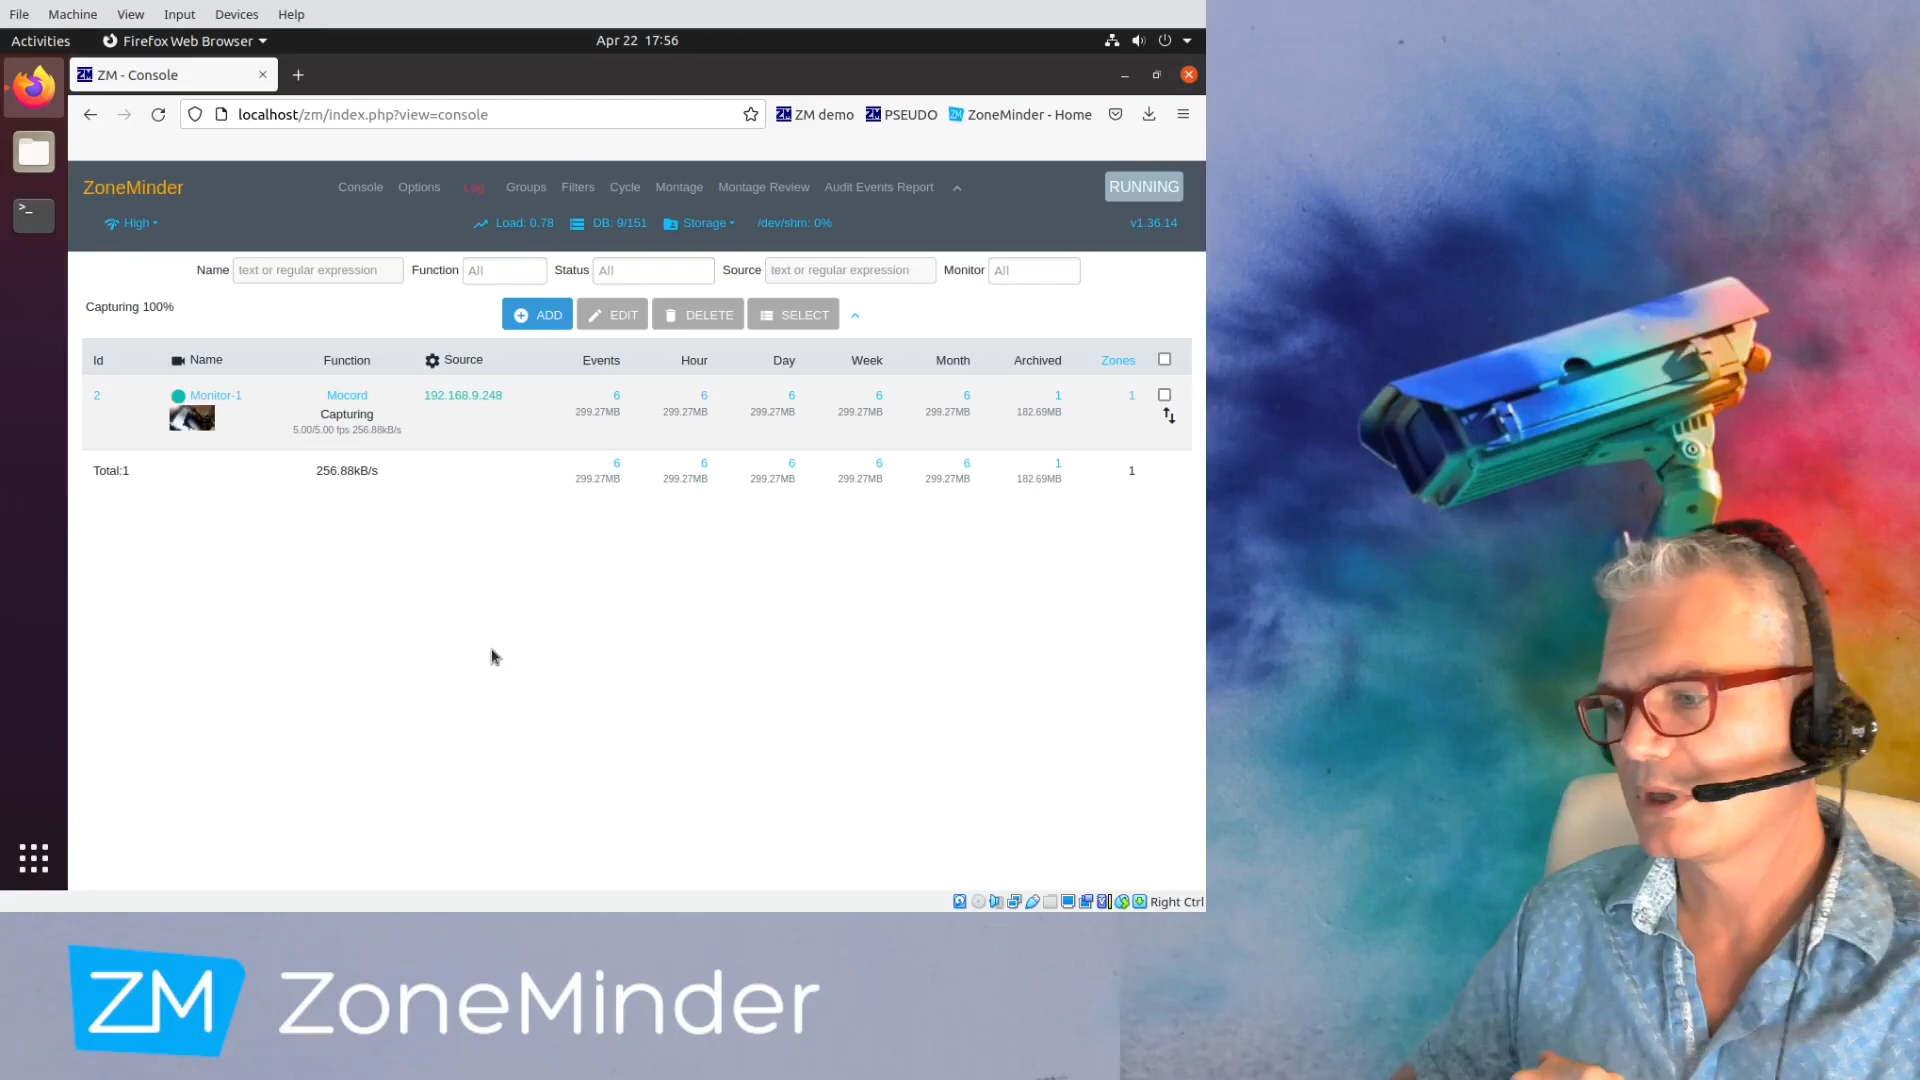 File Machine View Input Devices Help
Activities Firefox Web Browser Apr 22 17:56
ZM ZM - Console
localhost/zm/index.php?view=console ZM ZM demo ZM PSEUDO ZM ZoneMinder - Home
ZoneMinder Console Options Log Groups Filters Cycle Montage Montage Review Audit Events Report RUNNING
High Load: 0.78 DB: 9/151 Storage /dev/shm: 0% v1.36.14
Name text or regular expression Function All Status All Source text or regular expression Monitor All
Capturing 100%
ADD EDIT DELETE SELECT
Id Name Function Source Events Hour Day Week Month Archived Zones
2 Monitor-1 Mocord 192.168.9.248 6 6 6 6 6 1 1
Capturing 299.27MB 299.27MB 299.27MB 299.27MB 299.27MB 182.69MB
5.00/5.00 fps 256.88kB/s
Total:1 256.88kB/s 6 6 6 6 6 1 1
299.27MB 299.27MB 299.27MB 299.27MB 299.27MB 182.69MB
Right Ctrl
ZM ZoneMinder